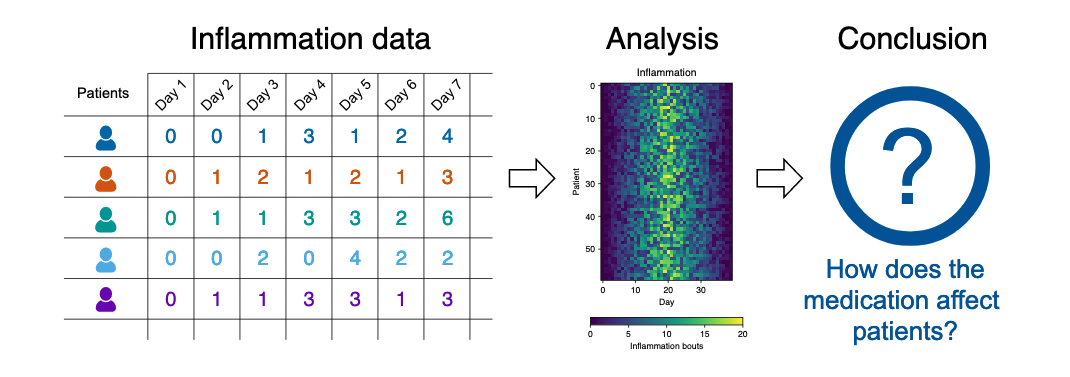 Inflammation data
Patients Day 1 Day 2 Day 3 Day 4 Day 5 Day 6 Day 7
0 0 1 3 1 2 4
0 1 2 1 2 1 3
0 1 1 3 3 2 6
0 0 2 0 4 2 2
0 1 1 3 3 1 3
Analysis
Inflammation
Patient
0
10
20
30
40
50
0 10 20 30
Day
0 5 10 15 20
Inflammation bouts
Conclusion
?
How does the
medication affect
patients?